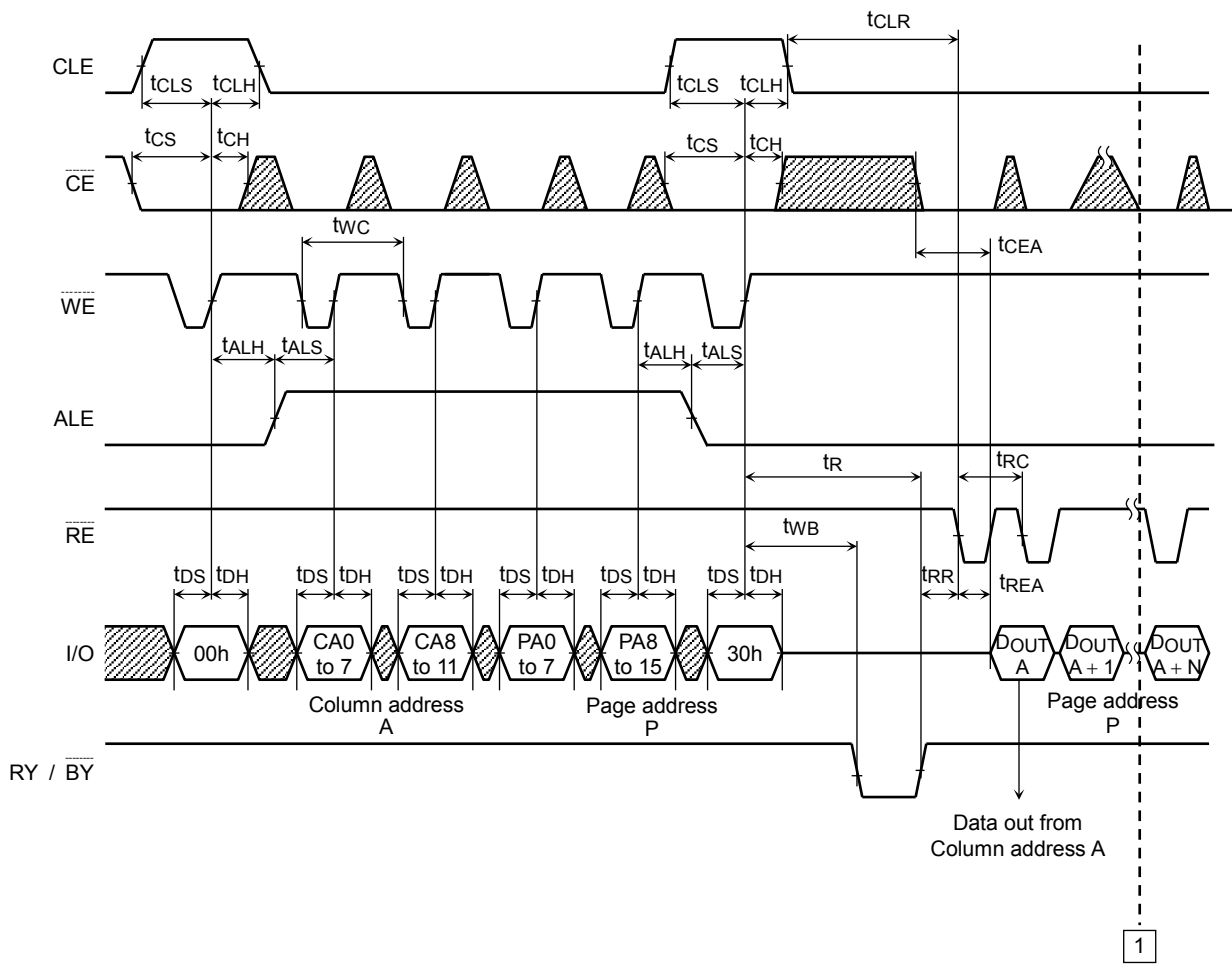 tCLR
CLE
tCLS tCLH tCLS tCLH
tCS tCH tCS tCH
CE
tWC
tCEA
WE
tALH tALS tALH tALS
ALE
tR tRC
RE
tWB
tDS tDH tDS tDH tDS tDH tDS tDH tDS tDH tDS tDH tRR tREA
I/O 00h CA0 to 7 CA8 to 11 PA0 to 7 PA8 to 15 30h DOUT A DOUT A + 1 DOUT A + N
Column address A
Page address P
Page address P
RY / BY
Data out from
Column address A
1